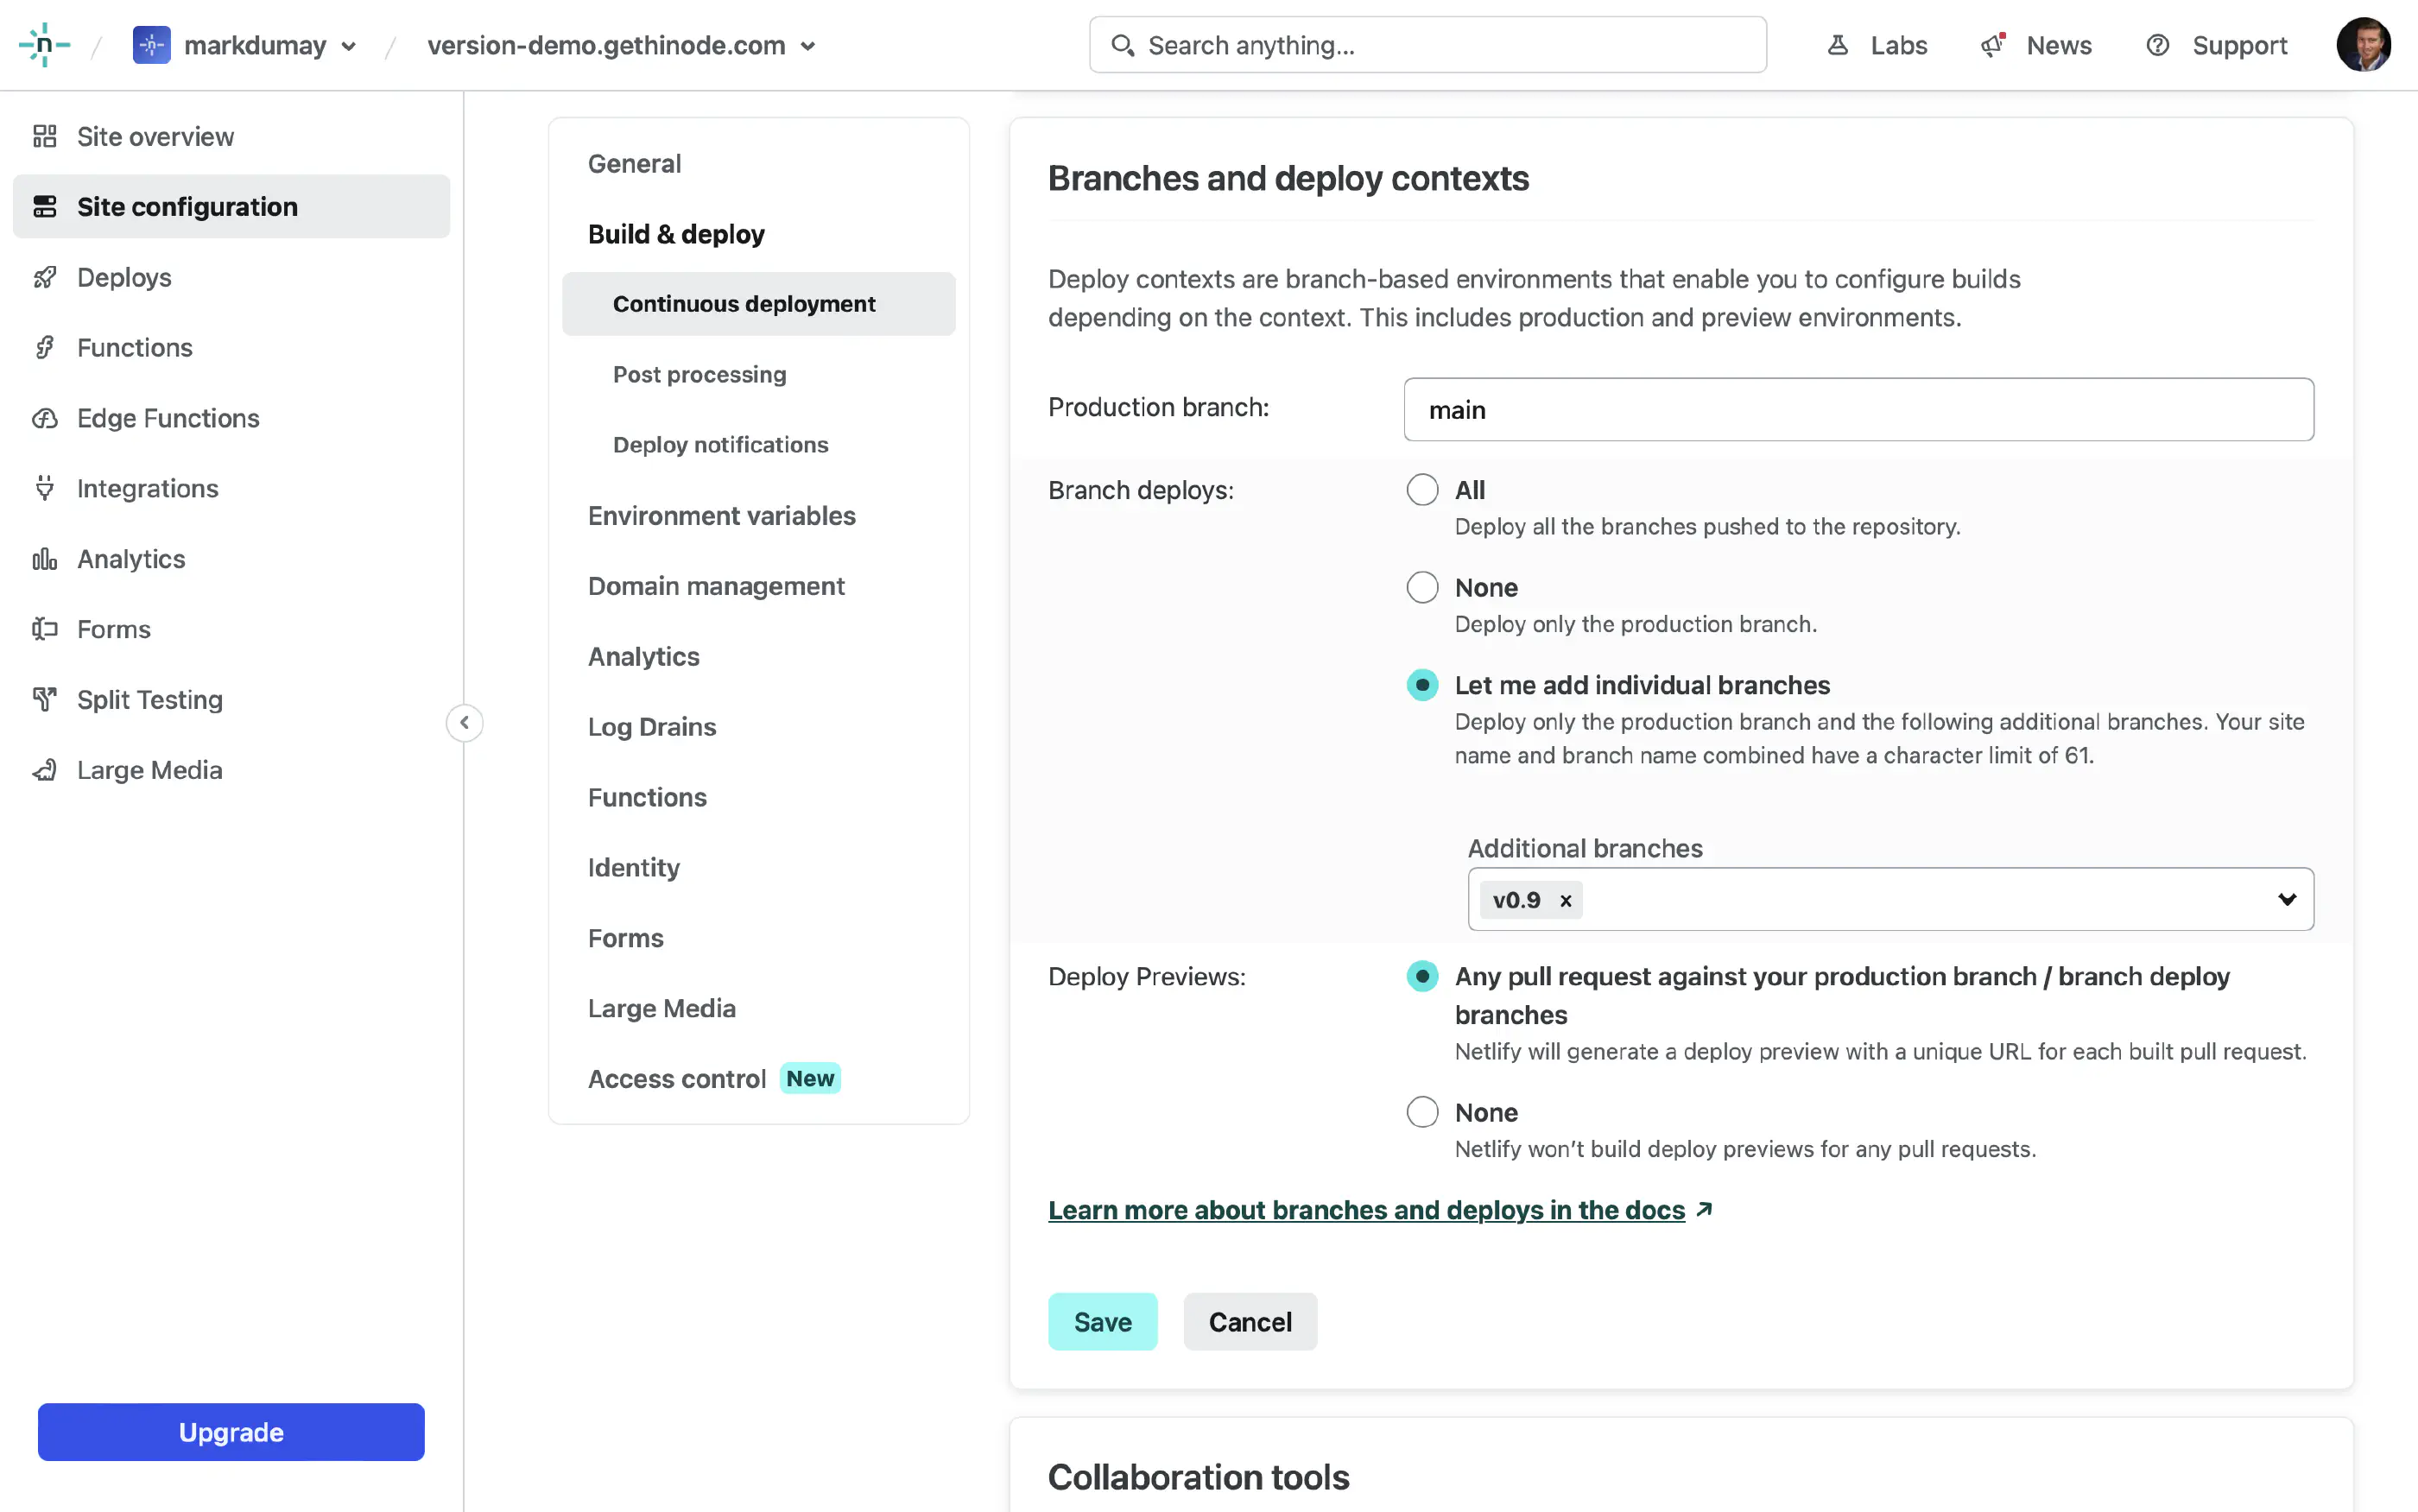 n / markdumay / version-demo.gethinode.com
Search anything...
Labs
News
Support
Site overview
Site configuration
Deploys
Functions
Edge Functions
Integrations
Analytics
Forms
Split Testing
Large Media
Upgrade
General
Build & deploy
Continuous deployment
Post processing
Deploy notifications
Environment variables
Domain management
Analytics
Log Drains
Functions
Identity
Forms
Large Media
Access control New
Branches and deploy contexts
Deploy contexts are branch-based environments that enable you to configure builds
depending on the context. This includes production and preview environments.
Production branch: main
Branch deploys:
All
Deploy all the branches pushed to the repository.
None
Deploy only the production branch.
Let me add individual branches
Deploy only the production branch and the following additional branches. Your site
name and branch name combined have a character limit of 61.
Additional branches
v0.9 ×
Deploy Previews:
Any pull request against your production branch / branch deploy
branches
Netlify will generate a deploy preview with a unique URL for each built pull request.
None
Netlify won’t build deploy previews for any pull requests.
Learn more about branches and deploys in the docs ↗
Save
Cancel
Collaboration tools